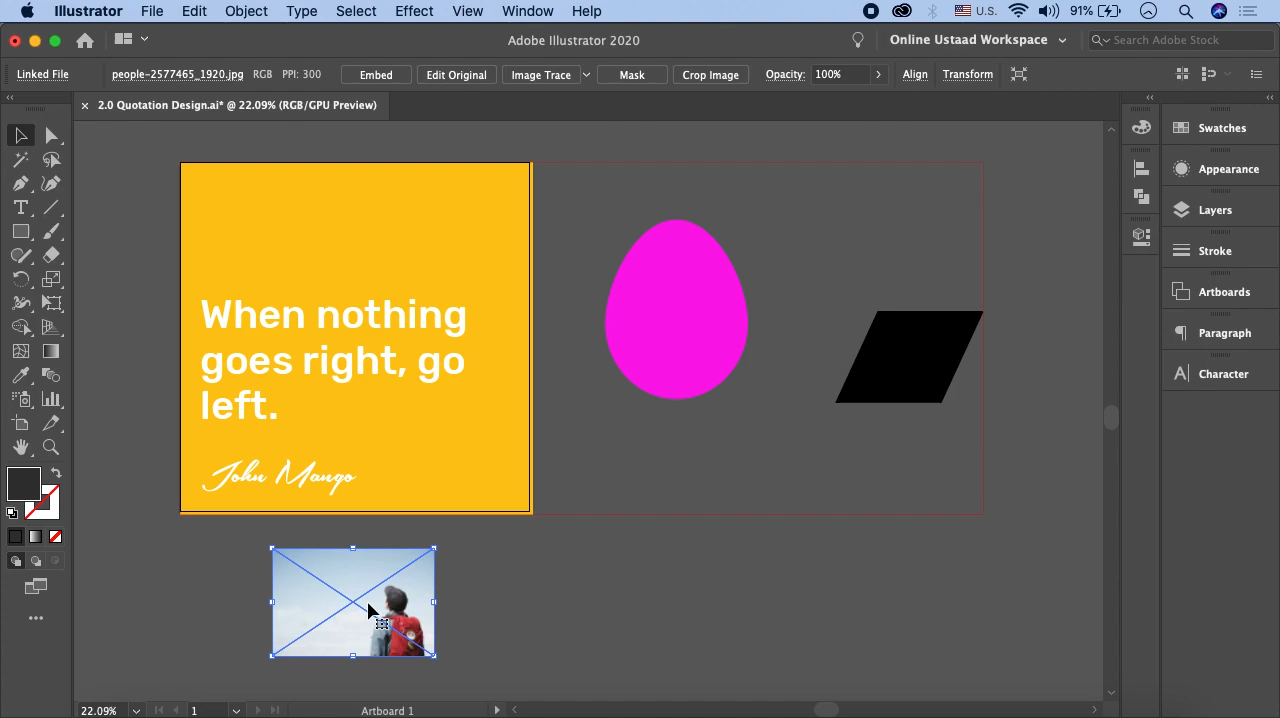 Illustrator File Edit Object Type Select Effect View Window Help U.S. 91%
Adobe Illustrator 2020 Online Ustaad Workspace Search Adobe Stock
Linked File people-2577465_1920.jpg RGB PPI: 300 Embed Edit Original Image Trace Mask Crop Image Opacity: 100% Align Transform
2.0 Quotation Design.ai* @ 22.09% (RGB/GPU Preview)
Swatches
Appearance
Layers
Stroke
Artboards
Paragraph
Character
When nothing
goes right, go
left.
John Mango
22.09% 1 Artboard 1